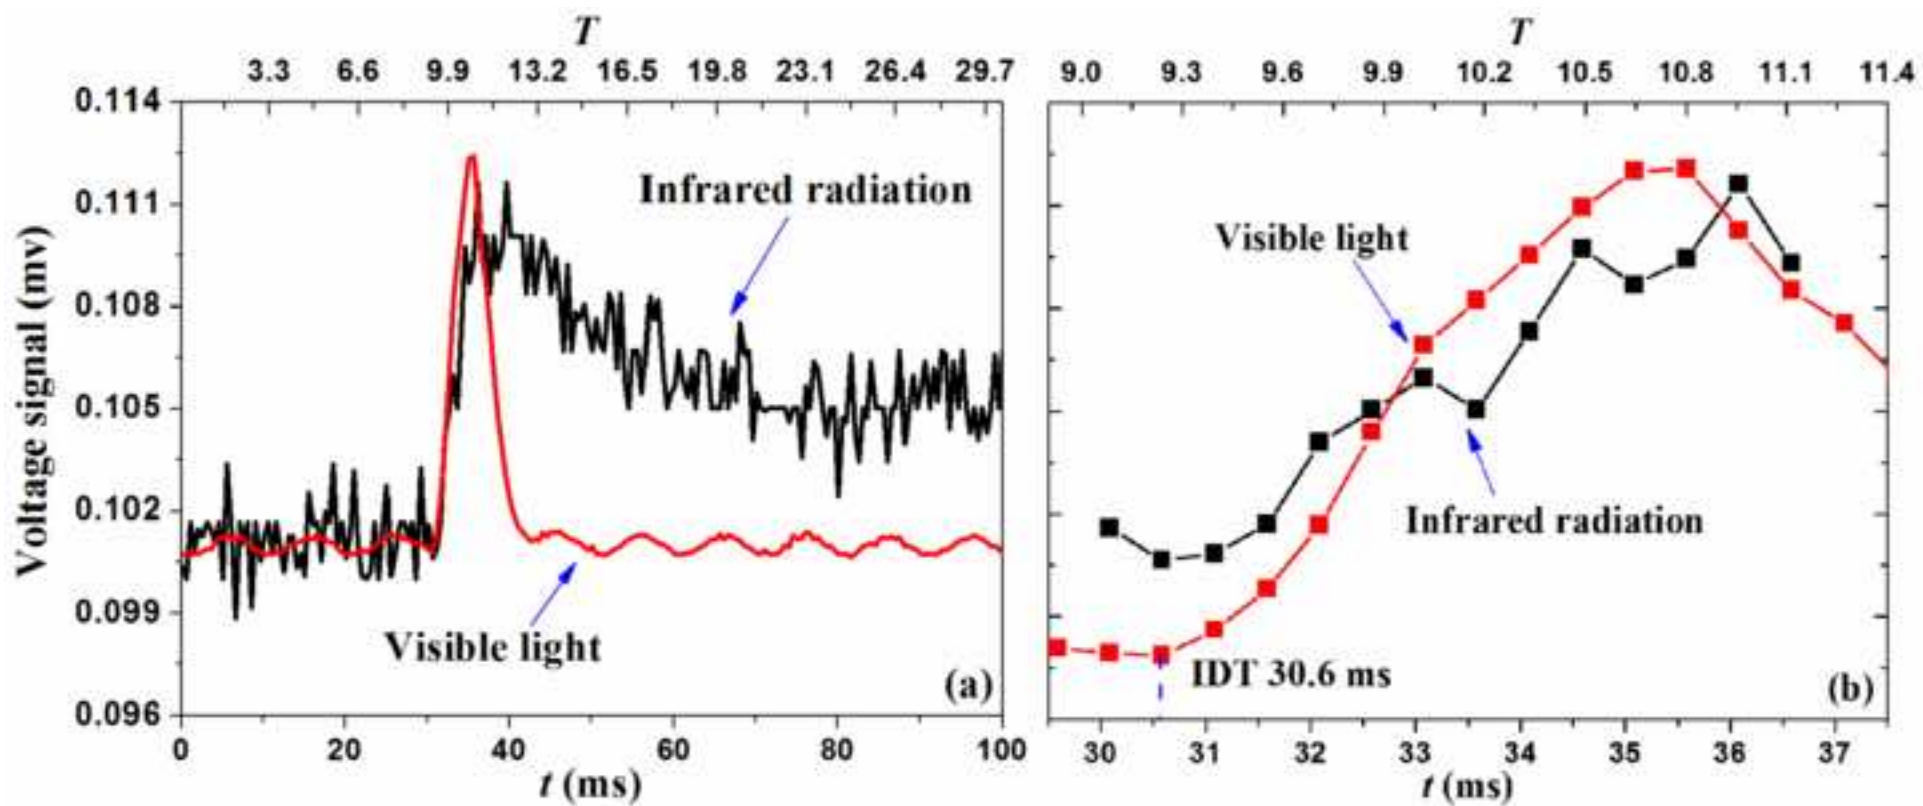 T
3.3 6.6 9.9 13.2 16.5 19.8 23.1 26.4 29.7
0.114
0.111
0.108
0.105
0.102
0.099
0.096
Voltage signal (mv)
Infrared radiation
Visible light
(a)
0 20 40 60 80 100
t (ms)
T
9.0 9.3 9.6 9.9 10.2 10.5 10.8 11.1 11.4
Visible light
Infrared radiation
IDT 30.6 ms
(b)
30 31 32 33 34 35 36 37
t (ms)